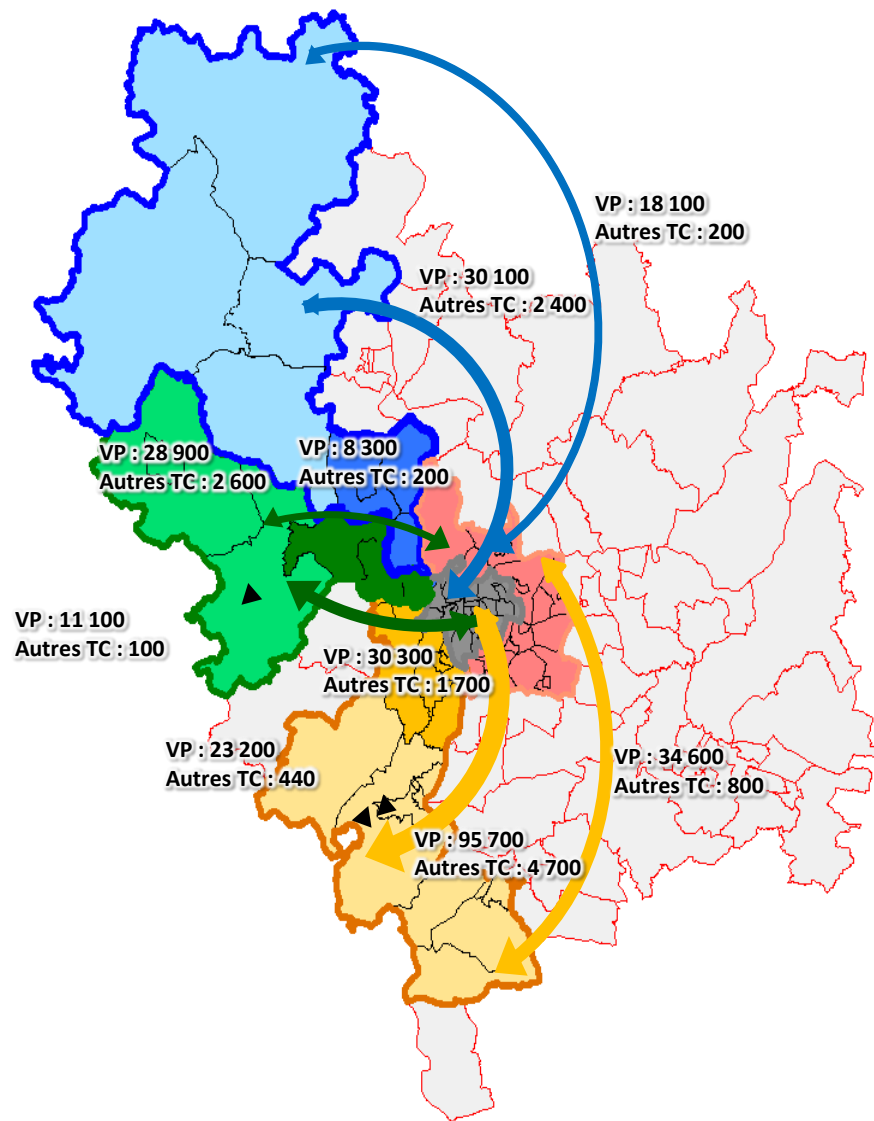 VP : 18 100
Autres TC : 200
VP : 30 100
Autres TC : 2 400
VP : 28 900
Autres TC : 2 600
VP : 8 300
Autres TC : 200
VP : 11 100
Autres TC : 100
VP : 30 300
Autres TC : 1 700
VP : 23 200
Autres TC : 440
VP : 34 600
Autres TC : 800
VP : 95 700
Autres TC : 4 700